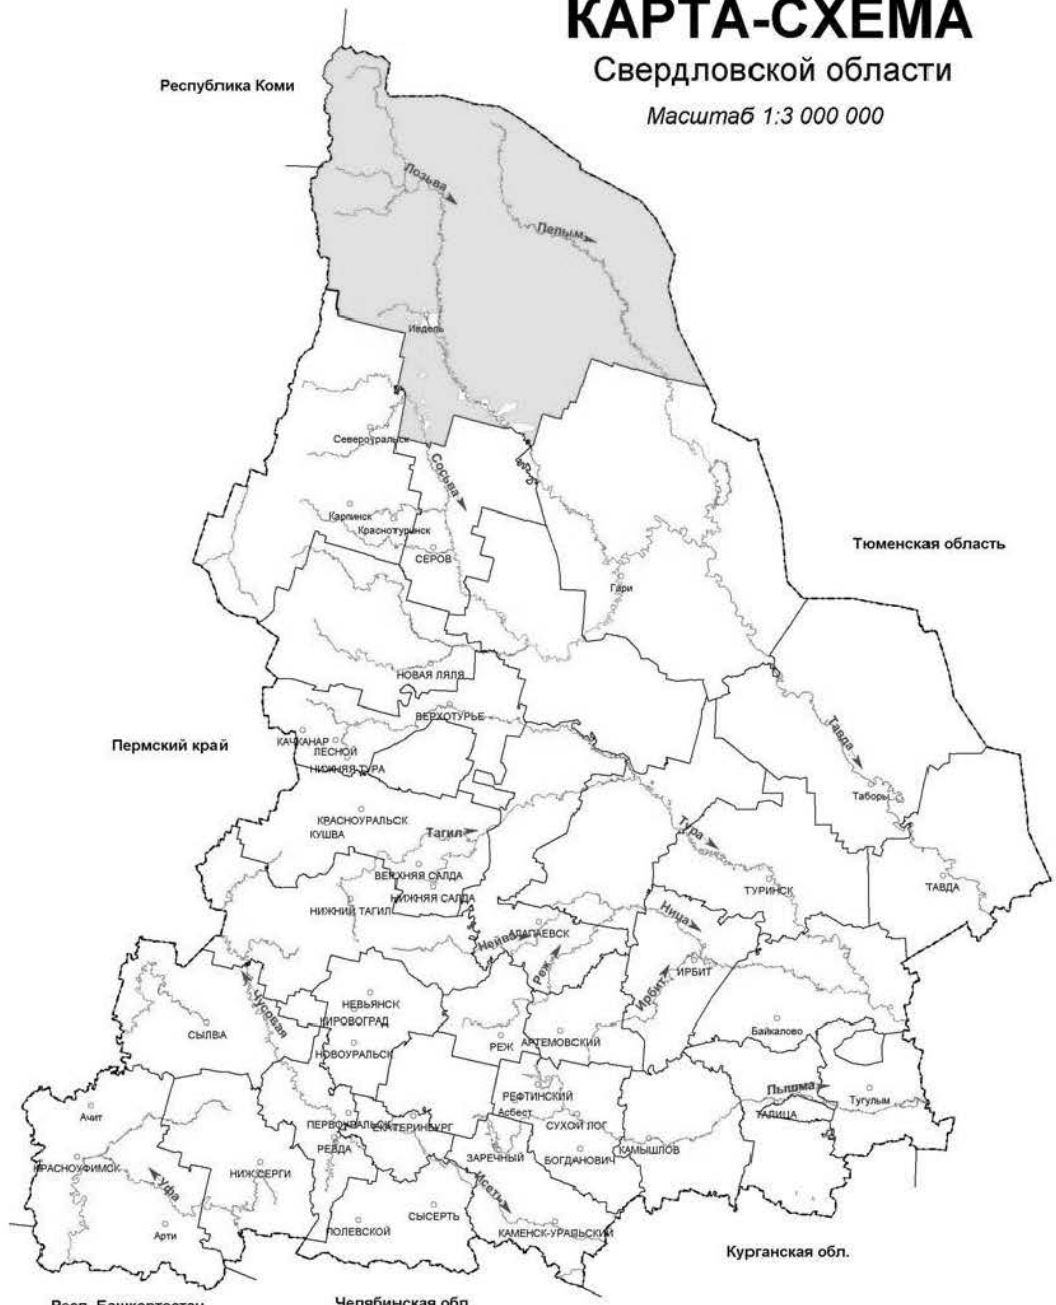 КАРТА-СХЕМА
Свердловской области
Масштаб 1:3 000 000
Республика Коми
Лозьва
Пелым
Ивдель
Североуральск
Сосьва
Карпинск
Краснотурьинск
СЕРОВ
Тюменская область
Гари
НОВАЯ ЛЯЛЯ
ВЕРХОТУРЬЕ
Пермский край
КАЧКАНАР
ЛЕСНОЙ
НИЖНЯЯ ТУРА
Тавда
Таборы
КРАСНОУРАЛЬСК
КУШВА
Тагил
Тура
ВЕРХНЯЯ САЛДА
НИЖНЯЯ САЛДА
ТУРИНСК
ТАВДА
НИЖНИЙ ТАГИЛ
Ница
Нейва
АЛАПАЕВСК
Реж
ИРБИТ
Ирбит
НЕВЬЯНСК
КИРОВОГРАД
Чусовая
СЫЛВА
Байкалово
НОВОУРАЛЬСК
РЕЖ
АРТЕМОВСКИЙ
РЕФТИНСКИЙ
Пышма
Тугулым
Ачит
Асбест
ТАЛИЦА
ПЕРВОУРАЛЬСК
ЕКАТЕРИНБУРГ
СУХОЙ ЛОГ
РЕВДА
ЗАРЕЧНЫЙ
БОГДАНОВИЧ
КАМЫШЛОВ
КРАСНОУФИМСК
Уфа
НИЖ.СЕРГИ
Исеть
Арти
ПОЛЕВСКОЙ
СЫСЕРТЬ
КАМЕНСК-УРАЛЬСКИЙ
Курганская обл.
Респ. Башкортостан
Челябинская обл.